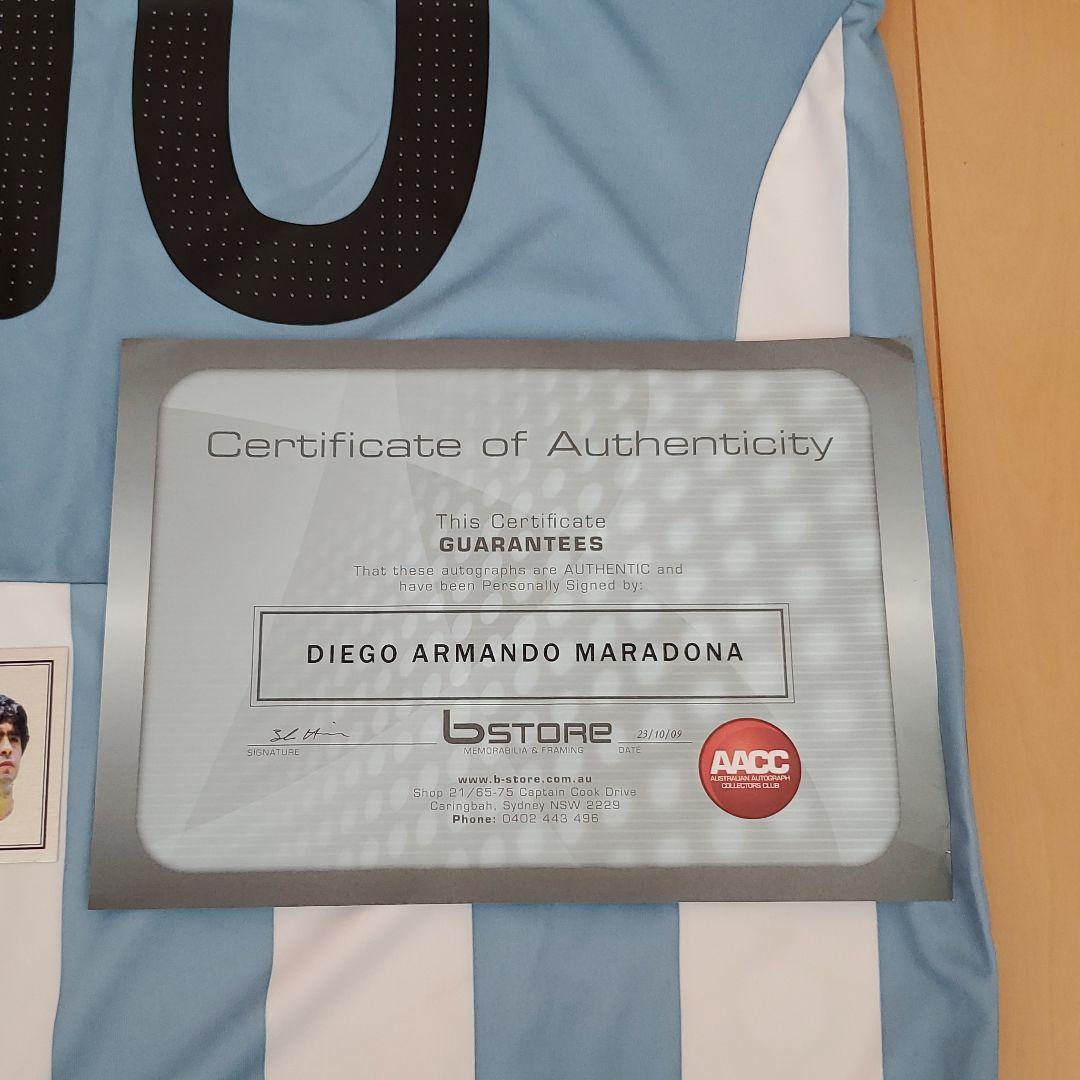 10
Certificate of Authenticity
This Certificate
GUARANTEES
That these autographs are AUTHENTIC and
have been Personally Signed by:
DIEGO ARMANDO MARADONA
bSTORE
23/10/09
SIGNATURE
MEMORABILIA & FRAMING
DATE
AACC
AUSTRALIAN AUTOGRAPH
COLLECTORS CLUB
www.b-store.com.au
Shop 21/65-75 Captain Cook Drive
Caringbah, Sydney NSW 2229
Phone: 0402 443 496